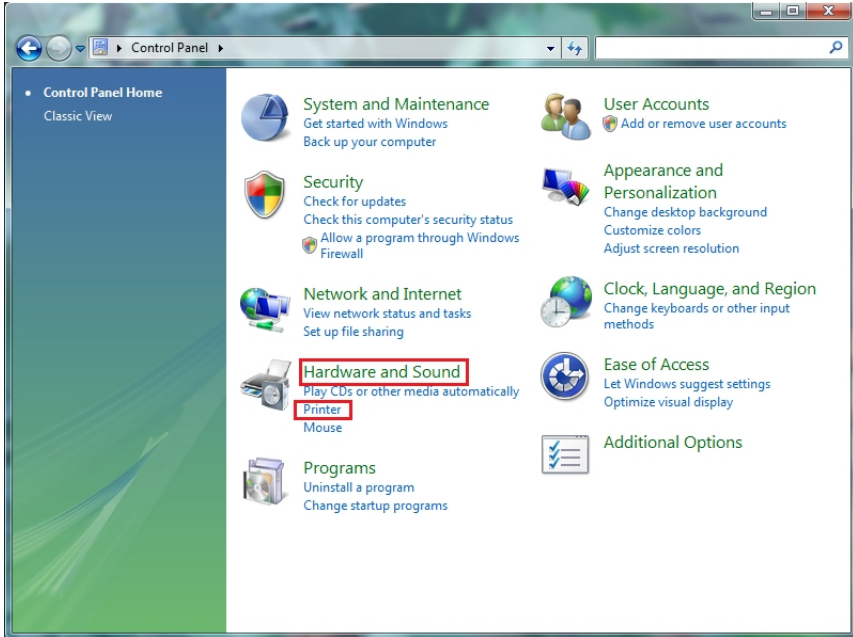 Control Panel
Control Panel Home
Classic View
System and Maintenance
Get started with Windows
Back up your computer
Security
Check for updates
Check this computer's security status
Allow a program through Windows
Firewall
Network and Internet
View network status and tasks
Set up file sharing
Hardware and Sound
Play CDs or other media automatically
Printer
Mouse
Programs
Uninstall a program
Change startup programs
User Accounts
Add or remove user accounts
Appearance and
Personalization
Change desktop background
Customize colors
Adjust screen resolution
Clock, Language, and Region
Change keyboards or other input
methods
Ease of Access
Let Windows suggest settings
Optimize visual display
Additional Options